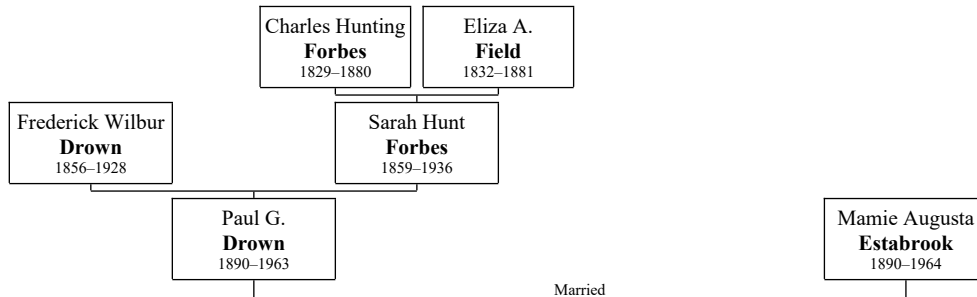 Charles Hunting
Forbes
1829–1880
Eliza A.
Field
1832–1881
Frederick Wilbur
Drown
1856–1928
Sarah Hunt
Forbes
1859–1936
Paul G.
Drown
1890–1963
Mamie Augusta
Estabrook
1890–1964
Married